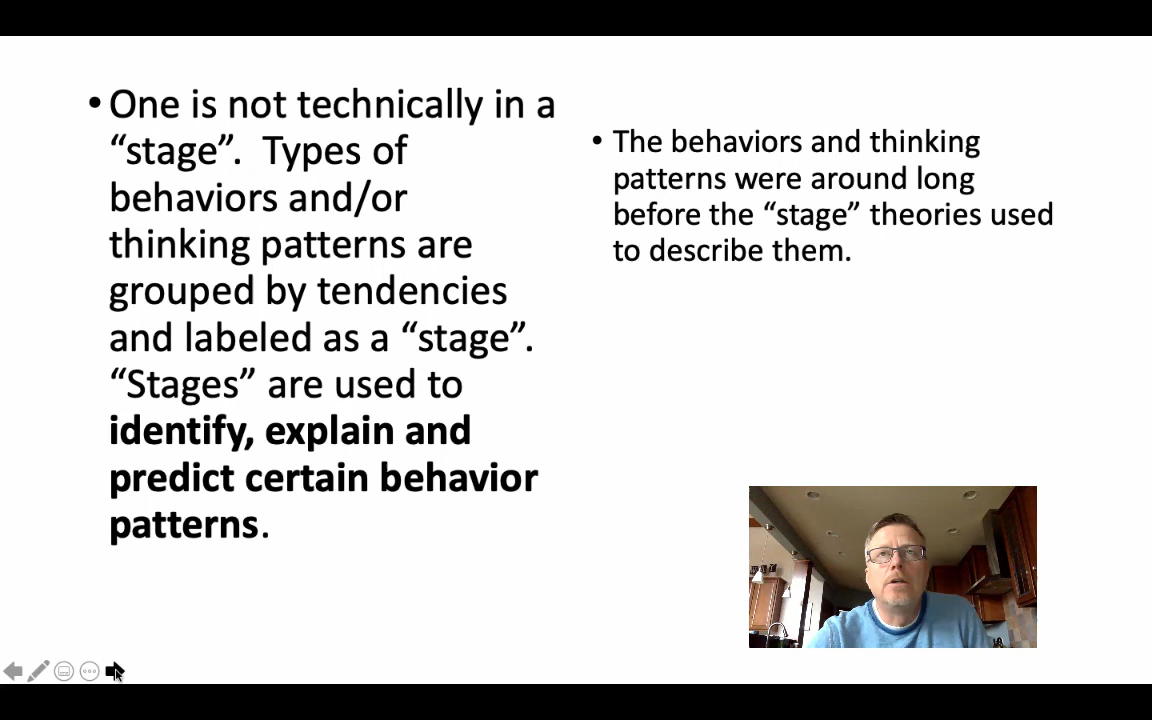 • One is not technically in a
“stage”.  Types of
behaviors and/or
thinking patterns are
grouped by tendencies
and labeled as a “stage”.
“Stages” are used to
identify, explain and
predict certain behavior
patterns.
• The behaviors and thinking
patterns were around long
before the “stage” theories used
to describe them.